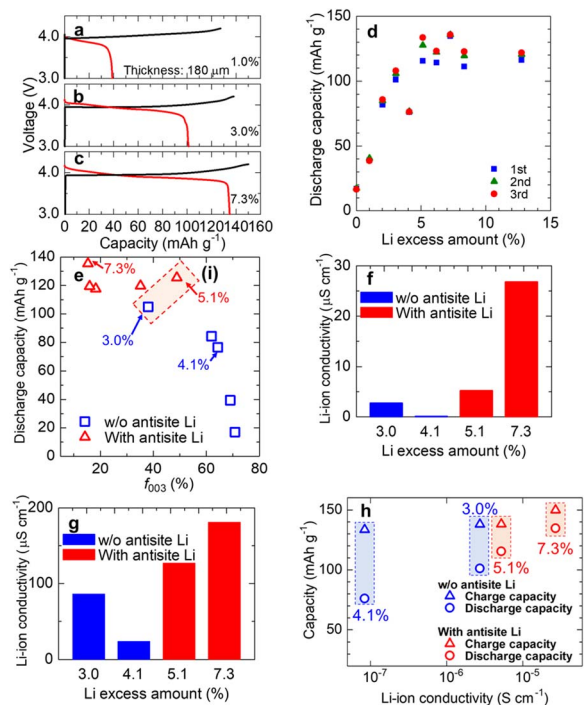 a
4.0
Thickness: 180 μm
1.0%
3.0
b
4.0
3.0%
3.0
c
4.0
7.3%
3.0
Voltage (V)
0 20 40 60 80 100120140160
Capacity (mAh g⁻¹)
d
Discharge capacity (mAh g⁻¹)
150
100
50
0
1st
2nd
3rd
0 5 10 15
Li excess amount (%)
e
(i)
Discharge capacity (mAh g⁻¹)
140
120
100
80
60
40
20
0
7.3%
5.1%
3.0%
4.1%
w/o antisite Li
With antisite Li
20 40 60 80
f₀₀₃ (%)
f
Li-ion conductivity (μS cm⁻¹)
30
20
10
0
w/o antisite Li
With antisite Li
3.0 4.1 5.1 7.3
Li excess amount (%)
g
Li-ion conductivity (μS cm⁻¹)
200
100
0
w/o antisite Li
With antisite Li
3.0 4.1 5.1 7.3
Li excess amount (%)
h
Capacity (mAh g⁻¹)
150
100
50
0
3.0%
7.3%
5.1%
4.1%
w/o antisite Li
Charge capacity
Discharge capacity
With antisite Li
Charge capacity
Discharge capacity
10⁻⁷ 10⁻⁶ 10⁻⁵
Li-ion conductivity (S cm⁻¹)